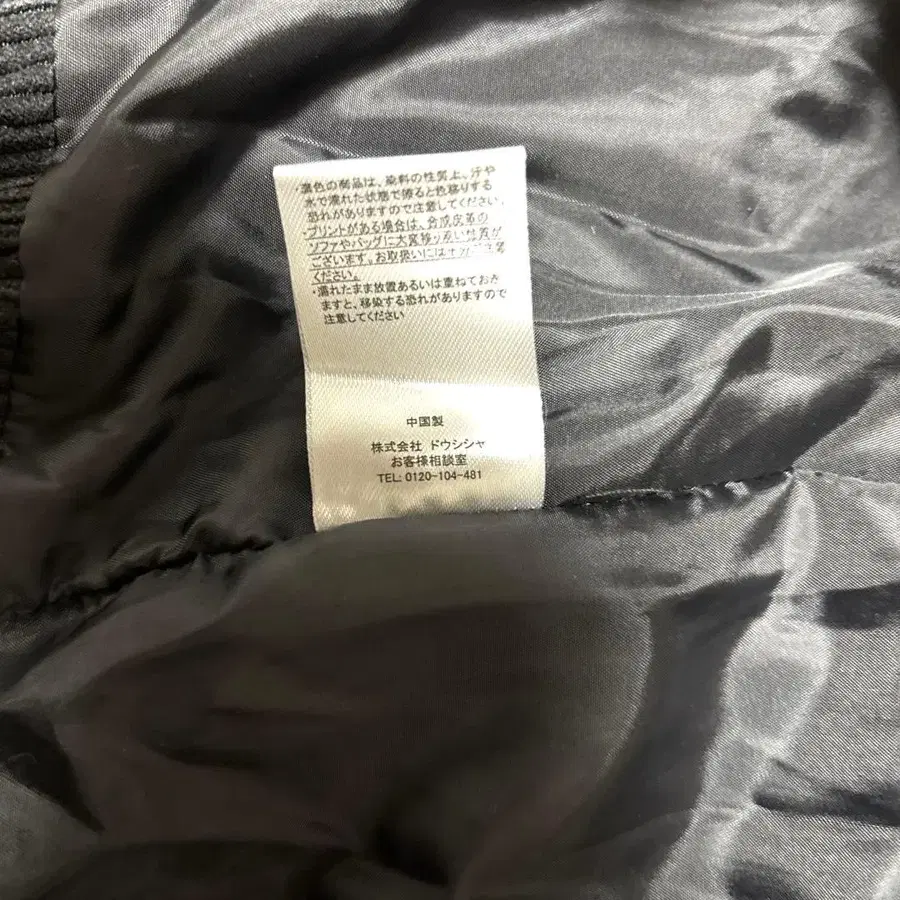 ・濃色の商品は、染料の性質上、汗や
水で濡れた状態で擦ると色移りする
恐れがありますので注意してください。
・プリントがある場合は、合成皮革の
ソファやバッグに大変移り易い性質が
ございます。お取扱いには十分ご注意
ください。
・濡れたまま放置あるいは重ねておき
ますと、移染する恐れがありますので
注意してください
中国製
株式会社 ドウシシャ
お客様相談室
TEL: 0120-104-481